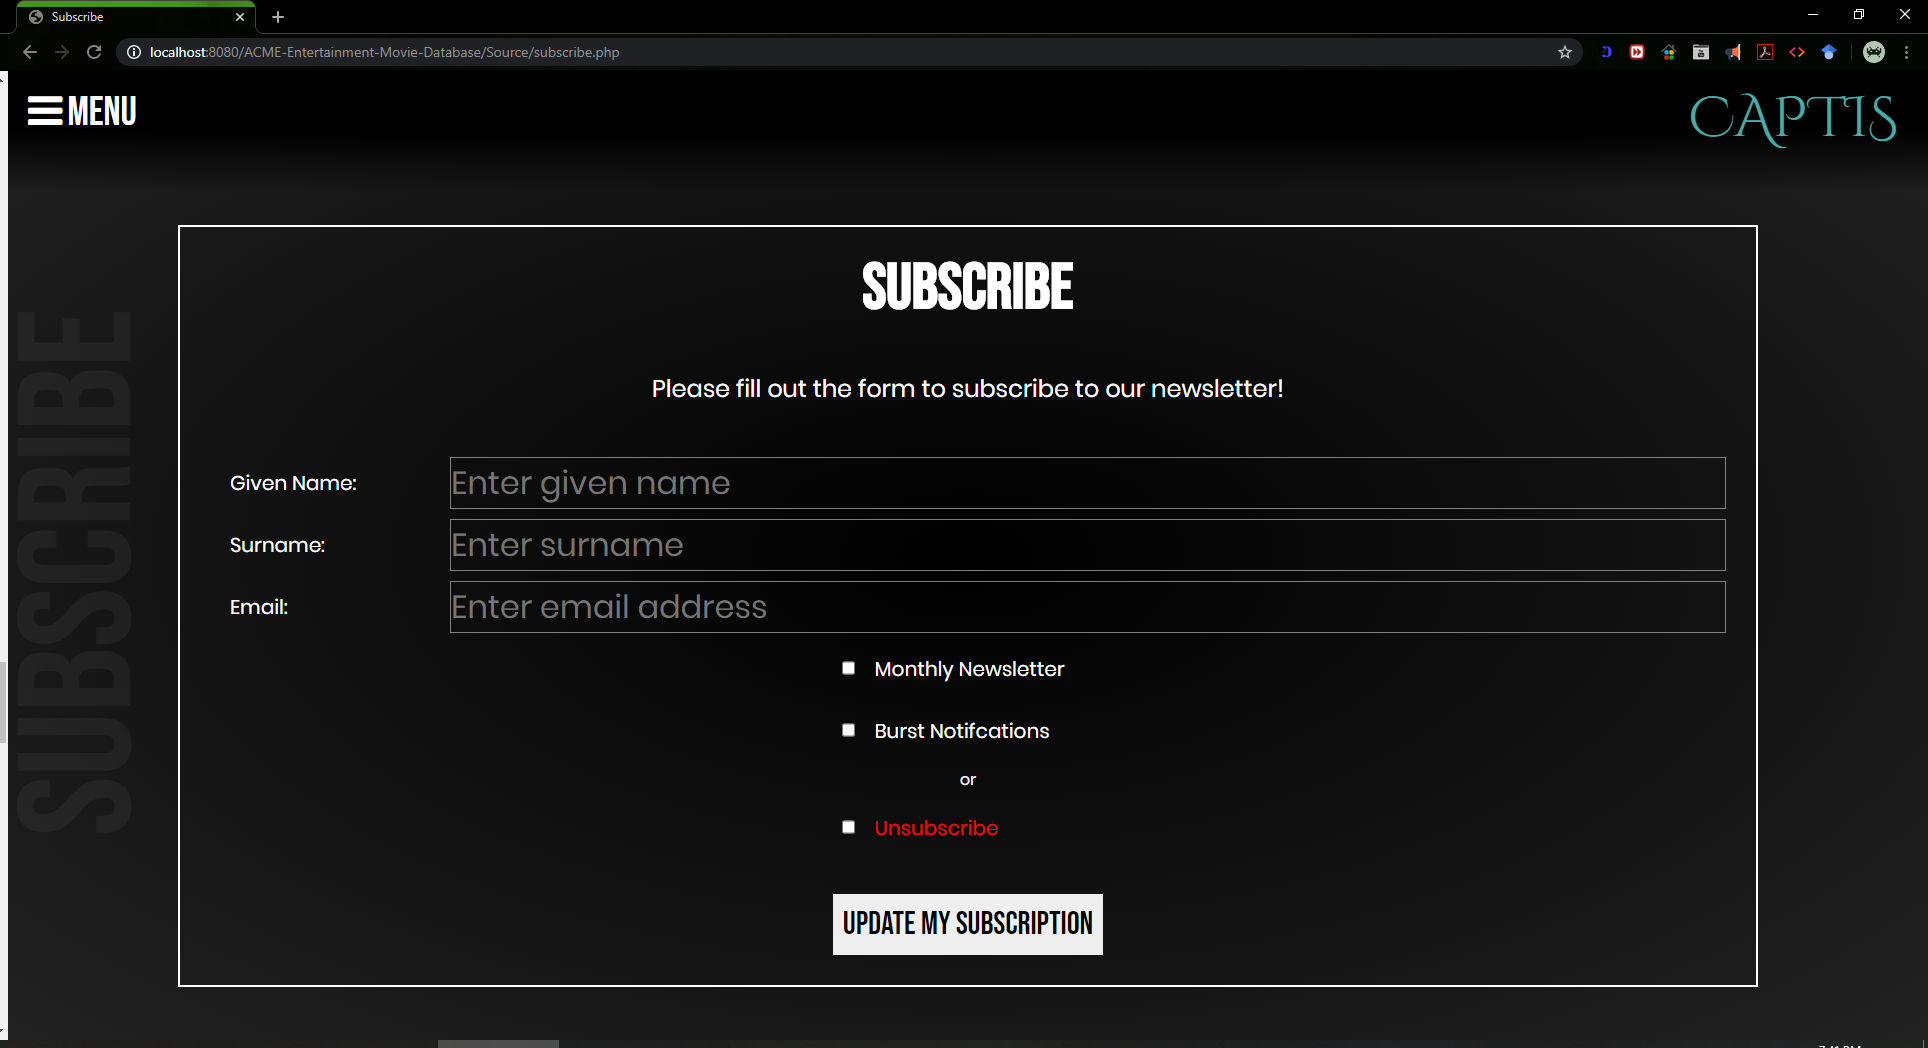 Subscribe
localhost:8080/ACME-Entertainment-Movie-Database/Source/subscribe.php
MENU
CAPTIS
SUBSCRIBE
SUBSCRIBE
Please fill out the form to subscribe to our newsletter!
Given Name:
Enter given name
Surname:
Enter surname
Email:
Enter email address
Monthly Newsletter
Burst Notifcations
or
Unsubscribe
UPDATE MY SUBSCRIPTION